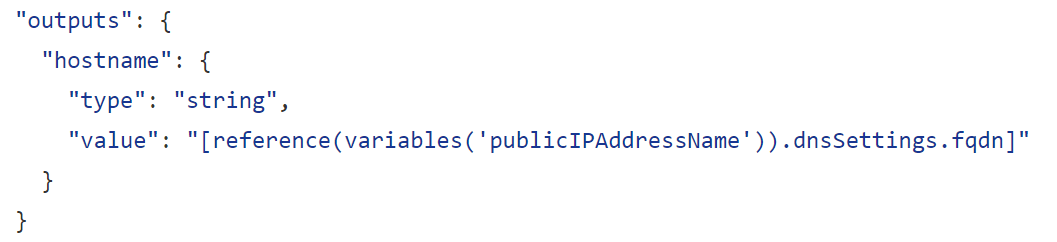 "outputs": {
  "hostname": {
    "type": "string",
    "value": "[reference(variables('publicIPAddressName')).dnsSettings.fqdn]"
  }
}